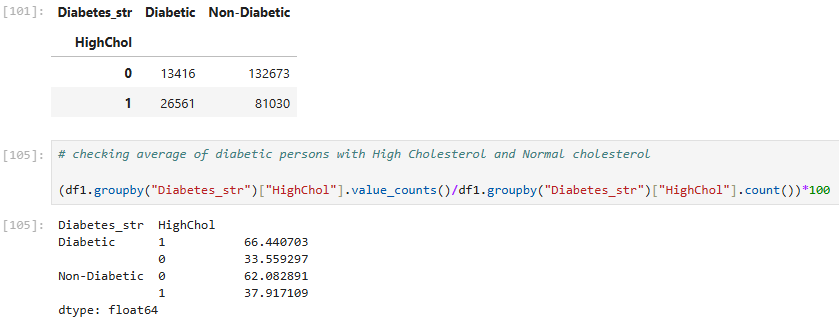 [101]: Diabetes_str Diabetic Non-Diabetic
HighChol
0 13416 132673
1 26561 81030
[105]: # checking average of diabetic persons with High Cholesterol and Normal cholesterol
(df1.groupby("Diabetes_str")["HighChol"].value_counts()/df1.groupby("Diabetes_str")["HighChol"].count())*100
[105]: Diabetes_str HighChol
Diabetic 1 66.440703
0 33.559297
Non-Diabetic 0 62.082891
1 37.917109
dtype: float64